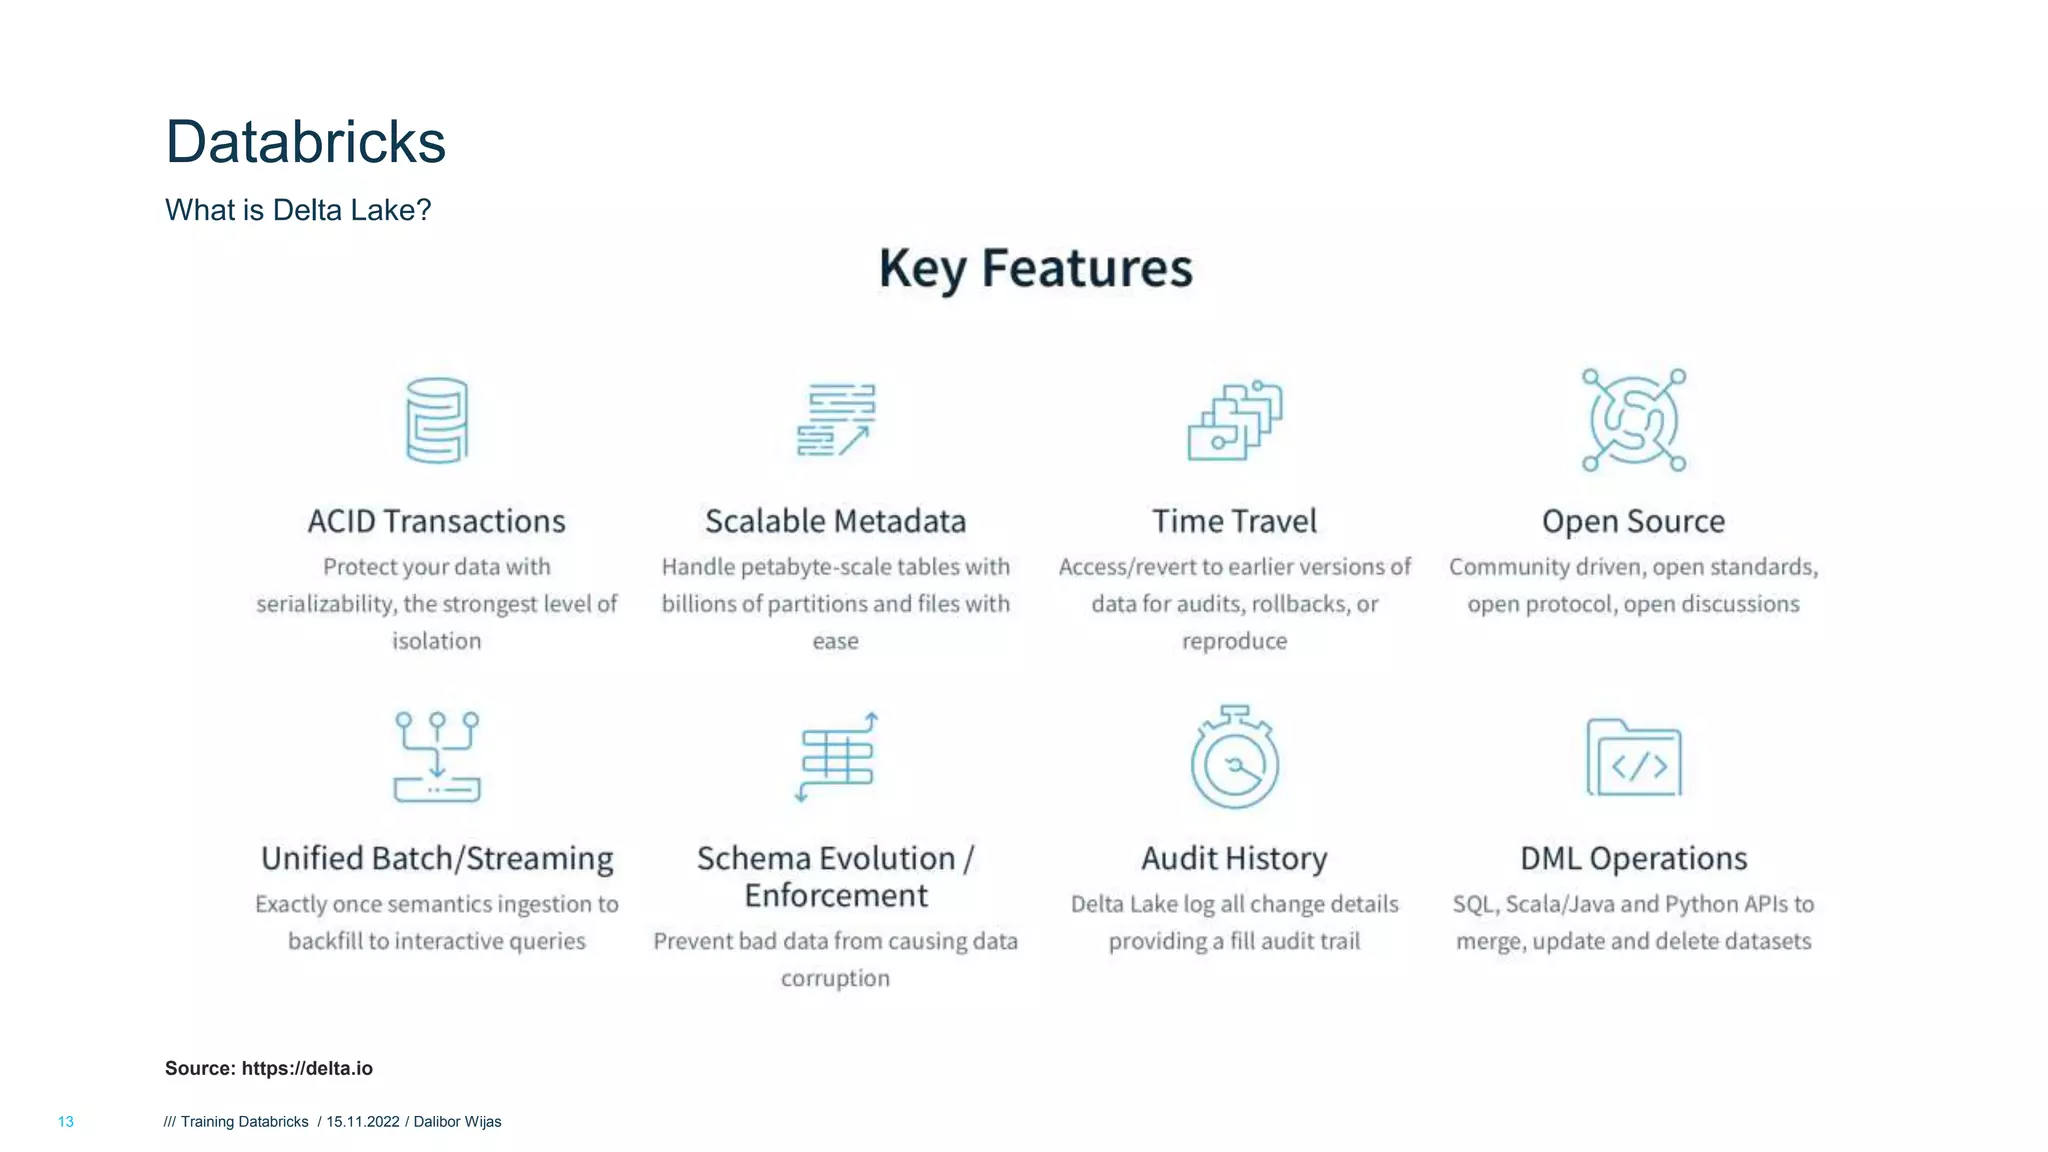 Databricks
What is Delta Lake?
Key Features
ACID Transactions
Protect your data with
serializability, the strongest level of
isolation
Scalable Metadata
Handle petabyte-scale tables with
billions of partitions and files with
ease
Time Travel
Access/revert to earlier versions of
data for audits, rollbacks, or
reproduce
Open Source
Community driven, open standards,
open protocol, open discussions
Unified Batch/Streaming
Exactly once semantics ingestion to
backfill to interactive queries
Schema Evolution /
Enforcement
Prevent bad data from causing data
corruption
Audit History
Delta Lake log all change details
providing a fill audit trail
DML Operations
SQL, Scala/Java and Python APIs to
merge, update and delete datasets
Source: https://delta.io
13
/// Training Databricks / 15.11.2022 / Dalibor Wijas